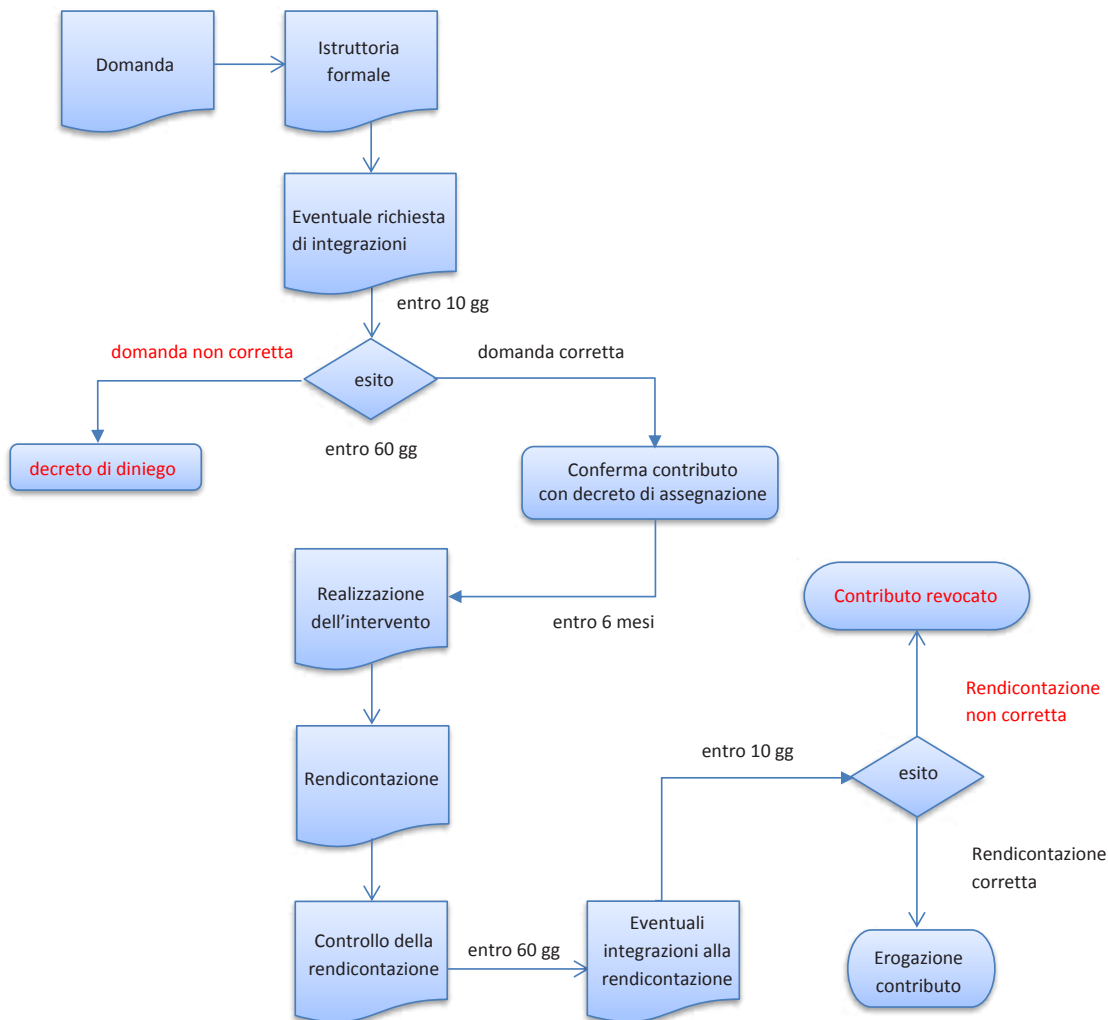 Domanda
Istruttoria
formale
Eventuale richiesta
di integrazioni
entro 10 gg
domanda non corretta
domanda corretta
esito
entro 60 gg
decreto di diniego
Conferma contributo
con decreto di assegnazione
Realizzazione
dell’intervento
entro 6 mesi
Contributo revocato
Rendicontazione
non corretta
Rendicontazione
entro 10 gg
esito
Rendicontazione
corretta
Controllo della
rendicontazione
entro 60 gg
Eventuali
integrazioni alla
rendicontazione
Erogazione
contributo